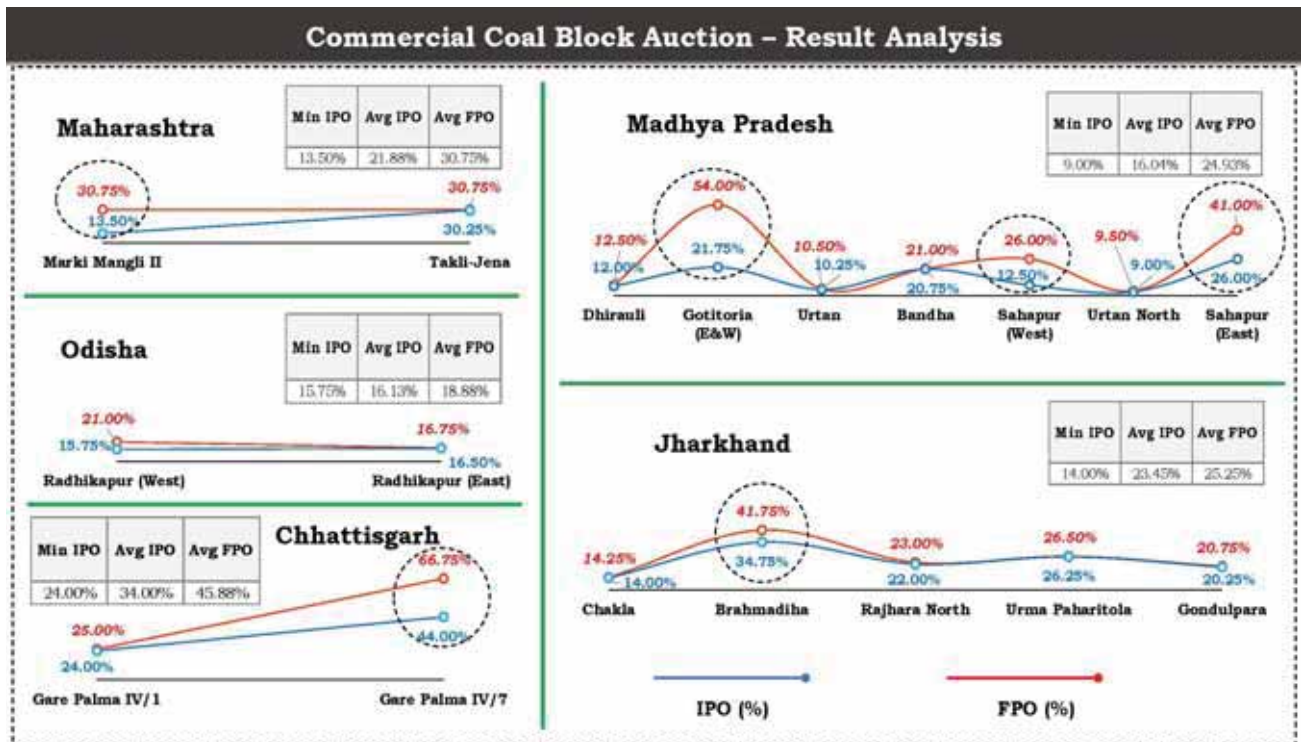 Commercial Coal Block Auction – Result Analysis
Maharashtra
Min IPO Avg IPO Avg FPO
13.50% 21.88% 30.75%
30.75% 30.75%
13.50% 30.25%
Marki Mangli II Takli-Jena
Odisha
Min IPO Avg IPO Avg FPO
15.75% 16.13% 18.88%
21.00% 16.75%
15.75% 16.50%
Radhikapur (West) Radhikapur (East)
Chhattisgarh
Min IPO Avg IPO Avg FPO
24.00% 34.00% 45.88%
66.75%
25.00% 44.00%
24.00%
Gare Palma IV/1 Gare Palma IV/7
Madhya Pradesh
Min IPO Avg IPO Avg FPO
9.00% 16.04% 24.93%
12.50% 54.00% 10.50% 21.00% 26.00% 9.50% 41.00%
12.00% 21.75% 10.25% 20.75% 12.50% 9.00% 26.00%
Dhirauli Gotitoria Urtan Bandha Sahapur Urtan North Sahapur
(E&W) (West) (East)
Jharkhand
Min IPO Avg IPO Avg FPO
14.00% 23.45% 25.25%
14.25% 41.75% 23.00% 26.50% 20.75%
14.00% 34.75% 22.00% 26.25% 20.25%
Chakla Brahmadiha Rajhara North Urma Paharitola Gondulpara
IPO (%) FPO (%)